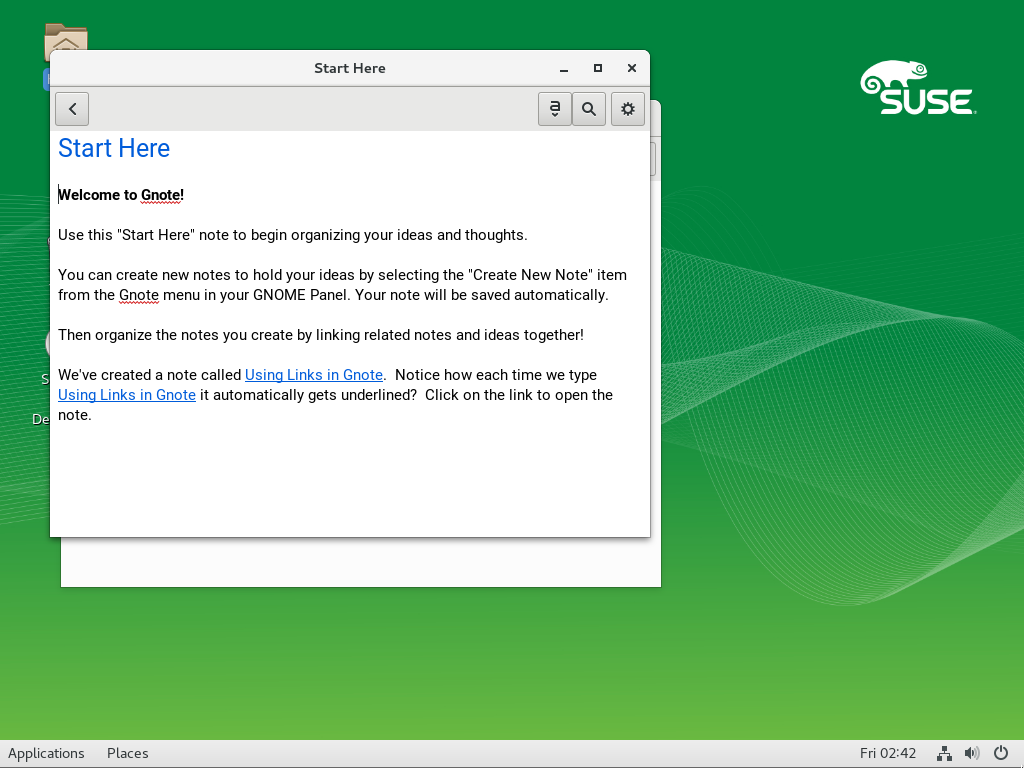 Start Here
SUSE
Start Here
Welcome to Gnote!
Use this "Start Here" note to begin organizing your ideas and thoughts.
You can create new notes to hold your ideas by selecting the "Create New Note" item
from the Gnote menu in your GNOME Panel. Your note will be saved automatically.
Then organize the notes you create by linking related notes and ideas together!
We've created a note called Using Links in Gnote.  Notice how each time we type
Using Links in Gnote it automatically gets underlined?  Click on the link to open the
note.
S
De
Applications
Places
Fri 02:42